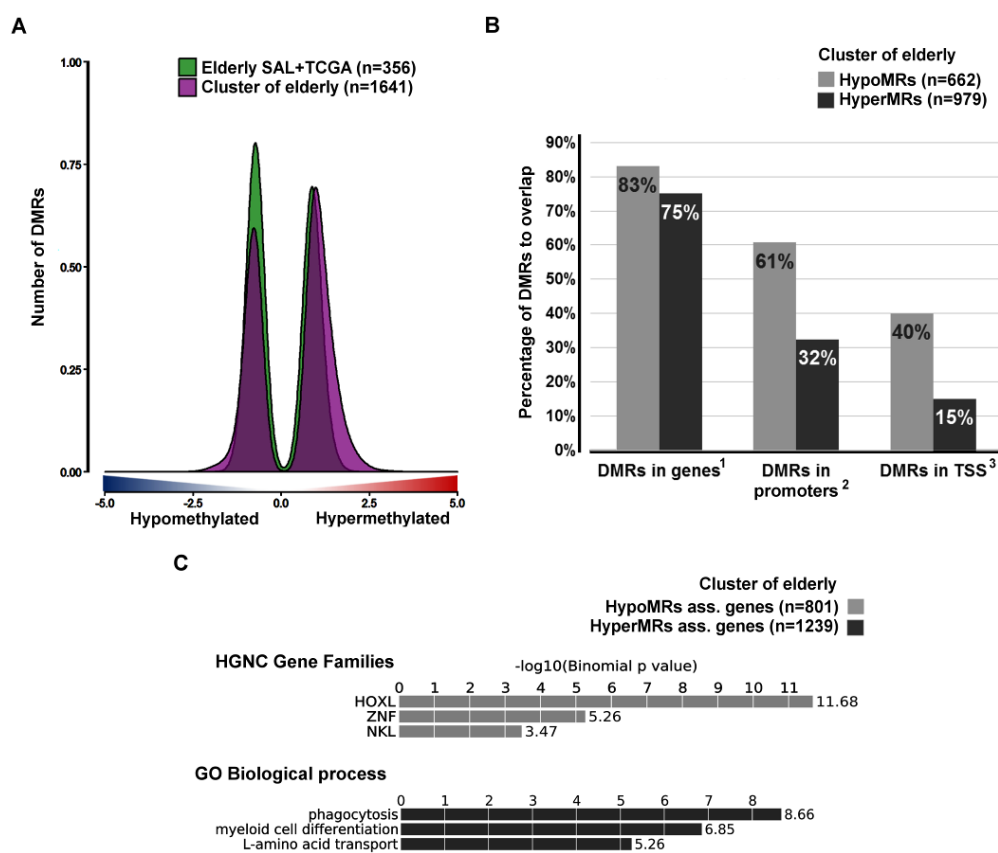 A
Elderly SAL+TCGA (n=356)
Cluster of elderly (n=1641)
Number of DMRs
1.00
0.75
0.50
0.25
0.00
-5.0 -2.5 0.0 2.5 5.0
Hypomethylated Hypermethylated
B
Cluster of elderly
HypoMRs (n=662)
HyperMRs (n=979)
Percentage of DMRs to overlap
90%
80%
70%
60%
50%
40%
30%
20%
10%
0%
83% 75% 61% 32% 40% 15%
DMRs in genes¹ DMRs in promoters² DMRs in TSS³
C
Cluster of elderly
HypoMRs ass. genes (n=801)
HyperMRs ass. genes (n=1239)
HGNC Gene Families
-log10(Binomial p value)
0 1 2 3 4 5 6 7 8 9 10 11
HOXL 11.68
ZNF 5.26
NKL 3.47
GO Biological process
0 1 2 3 4 5 6 7 8
phagocytosis 8.66
myeloid cell differentiation 6.85
L-amino acid transport 5.26